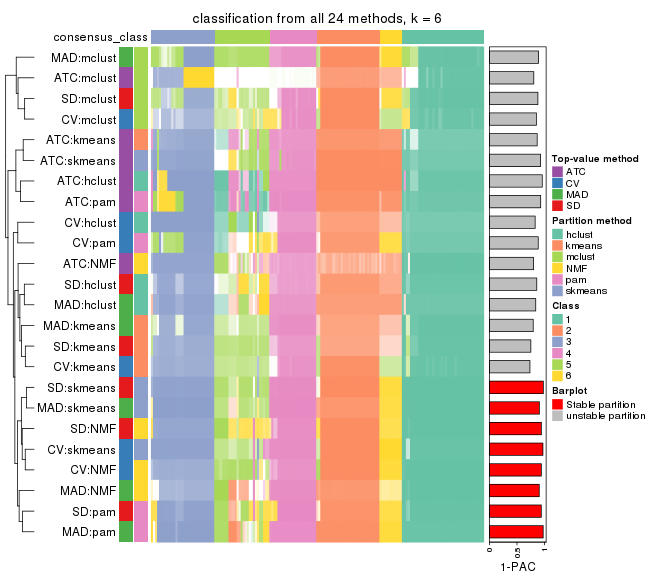 classification from all 24 methods, k = 6
consensus_class
MAD:mclust
ATC:mclust
SD:mclust
CV:mclust
ATC:kmeans
ATC:skmeans
ATC:hclust
ATC:pam
CV:hclust
CV:pam
ATC:NMF
SD:hclust
MAD:hclust
MAD:kmeans
SD:kmeans
CV:kmeans
SD:skmeans
MAD:skmeans
SD:NMF
CV:skmeans
CV:NMF
MAD:NMF
SD:pam
MAD:pam
0
0.5
1
1-PAC
Top-value method
ATC
CV
MAD
SD
Partition method
hclust
kmeans
mclust
NMF
pam
skmeans
Class
1
2
3
4
5
6
Barplot
Stable partition
unstable partition